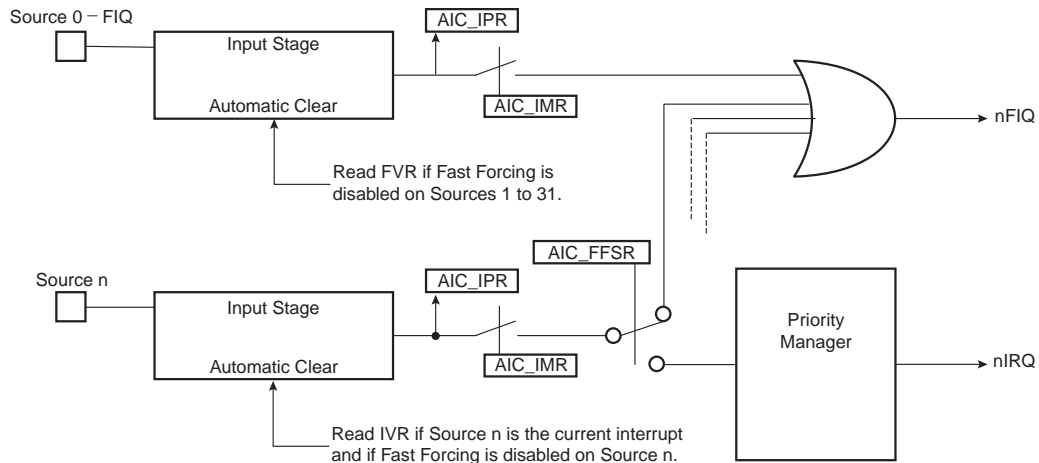 Source 0 – FIQ
AIC_IPR
Input Stage
Automatic Clear
AIC_IMR
nFIQ
Read FVR if Fast Forcing is
disabled on Sources 1 to 31.
AIC_FFSR
Source n
AIC_IPR
Input Stage
Priority
Manager
Automatic Clear
AIC_IMR
nIRQ
Read IVR if Source n is the current interrupt
and if Fast Forcing is disabled on Source n.